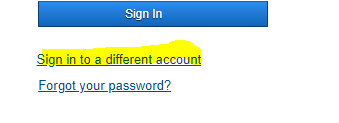 Sign In
Sign in to a different account
Forgot your password?